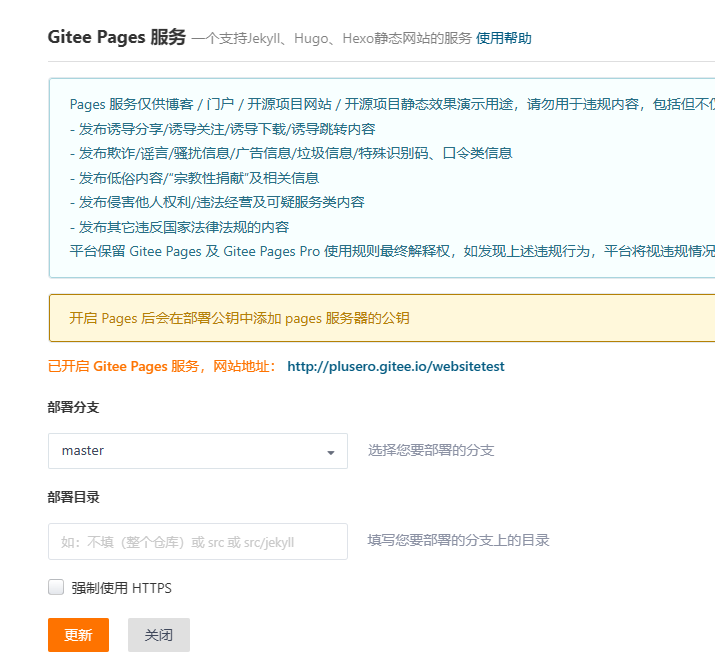 Gitee Pages 服务 一个支持Jekyll、Hugo、Hexo静态网站的服务 使用帮助
Pages 服务仅供博客 / 门户 / 开源项目网站 / 开源项目静态效果演示用途，请勿用于违规内容，包括但不
- 发布诱导分享/诱导关注/诱导下载/诱导跳转内容
- 发布欺诈/谣言/骚扰信息/广告信息/垃圾信息/特殊识别码、口令类信息
- 发布低俗内容/“宗教性捐献”及相关信息
- 发布侵害他人权利/违法经营及可疑服务类内容
- 发布其它违反国家法律法规的内容
平台保留 Gitee Pages 及 Gitee Pages Pro 使用规则最终解释权，如发现上述违规行为，平台将视违规情况
开启 Pages 后会在部署公钥中添加 pages 服务器的公钥
已开启 Gitee Pages 服务，网站地址： http://plusero.gitee.io/websitetest
部署分支
master 选择您要部署的分支
部署目录
如：不填（整个仓库）或 src 或 src/jekyll 填写您要部署的分支上的目录
强制使用 HTTPS
更新 关闭